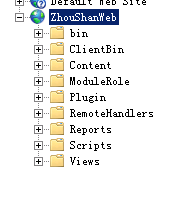 Default Web Site
ZhouShanWeb
bin
ClientBin
Content
ModuleRole
Plugin
RemoteHandlers
Reports
Scripts
Views